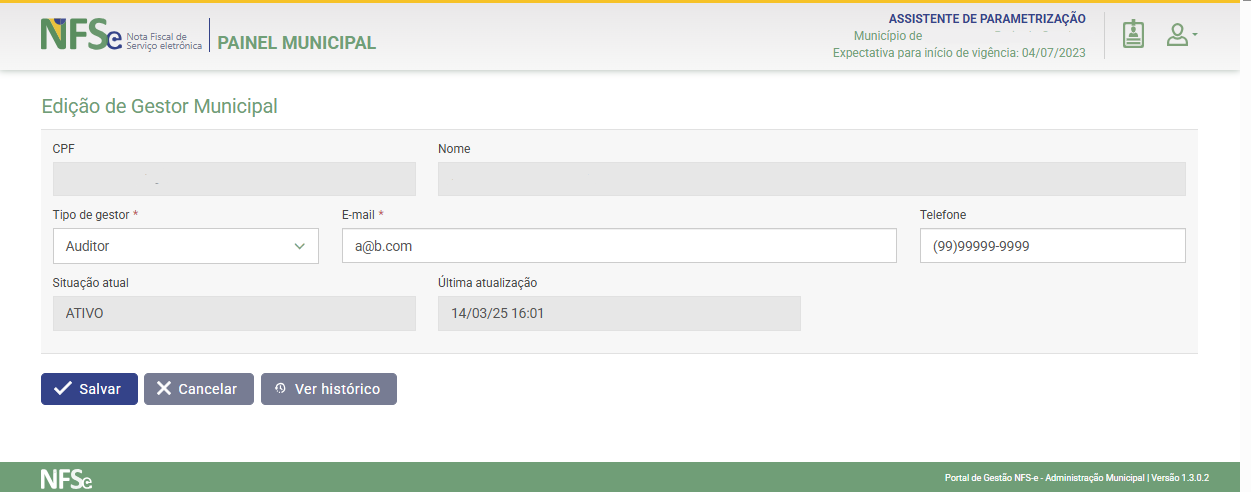 NFSe Nota Fiscal de
Serviço eletrônica
PAINEL MUNICIPAL
ASSISTENTE DE PARAMETRIZAÇÃO
Município de
Expectativa para início de vigência: 04/07/2023
Edição de Gestor Municipal
CPF Nome
Tipo de gestor * E-mail * Telefone
Auditor a@b.com (99)99999-9999
Situação atual Última atualização
ATIVO 14/03/25 16:01
Salvar Cancelar Ver histórico
NFSe Portal de Gestão NFS-e - Administração Municipal | Versão 1.3.0.2